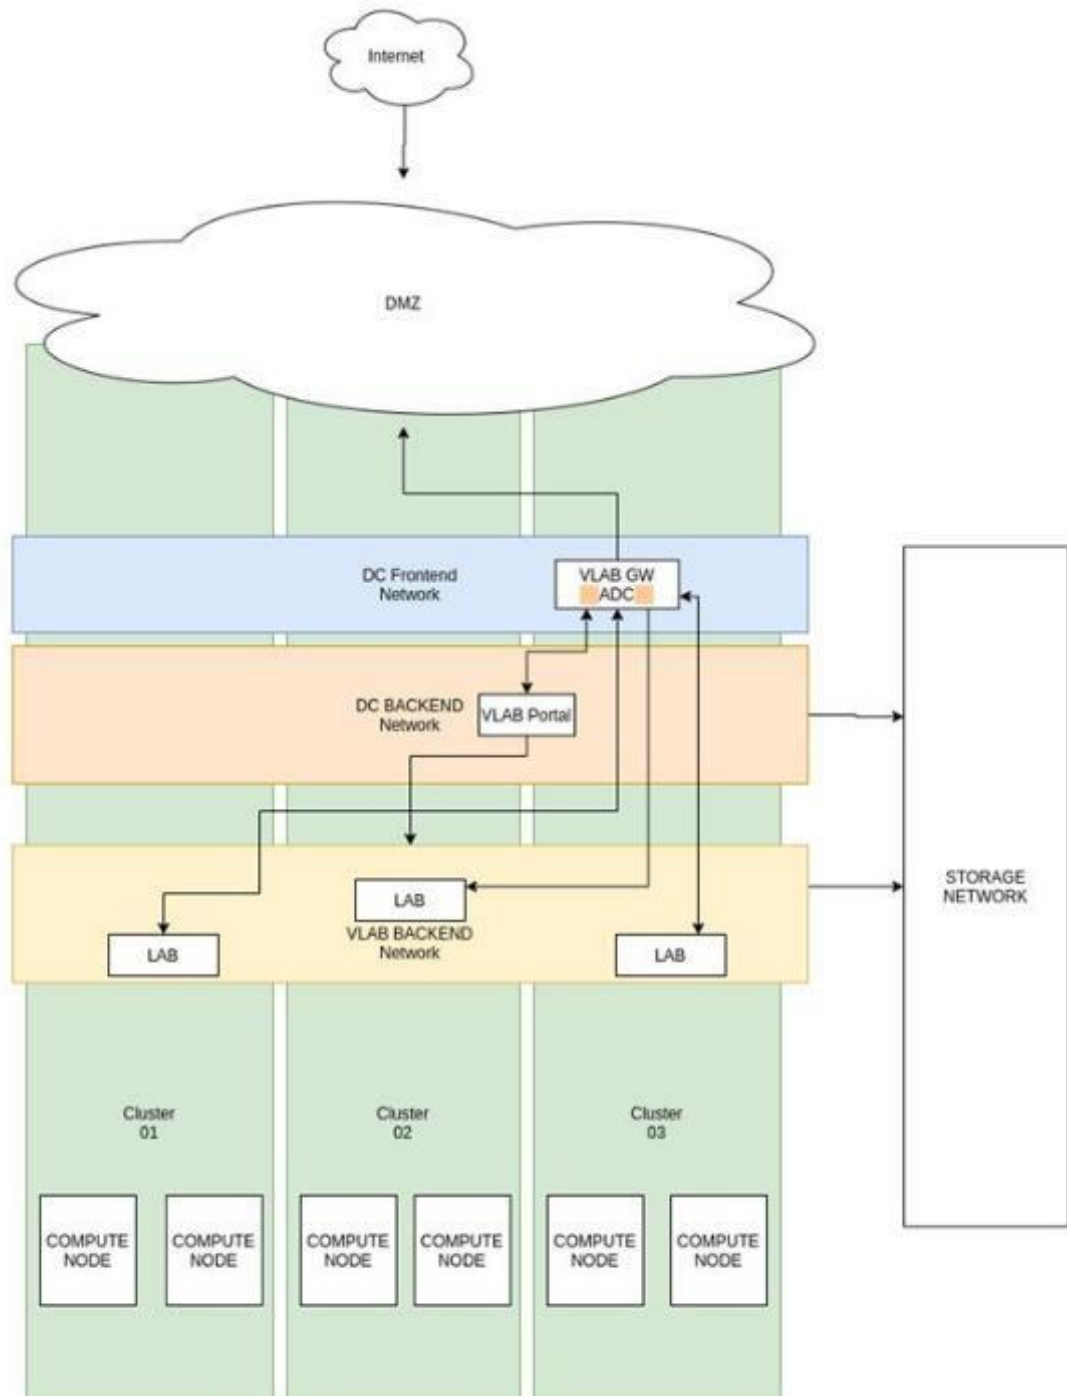 Internet
DMZ
DC Frontend
Network
VLAB GW
ADC
DC BACKEND
Network
VLAB Portal
STORAGE
NETWORK
LAB
VLAB BACKEND
Network
LAB
LAB
Cluster
01
Cluster
02
Cluster
03
COMPUTE
NODE
COMPUTE
NODE
COMPUTE
NODE
COMPUTE
NODE
COMPUTE
NODE
COMPUTE
NODE